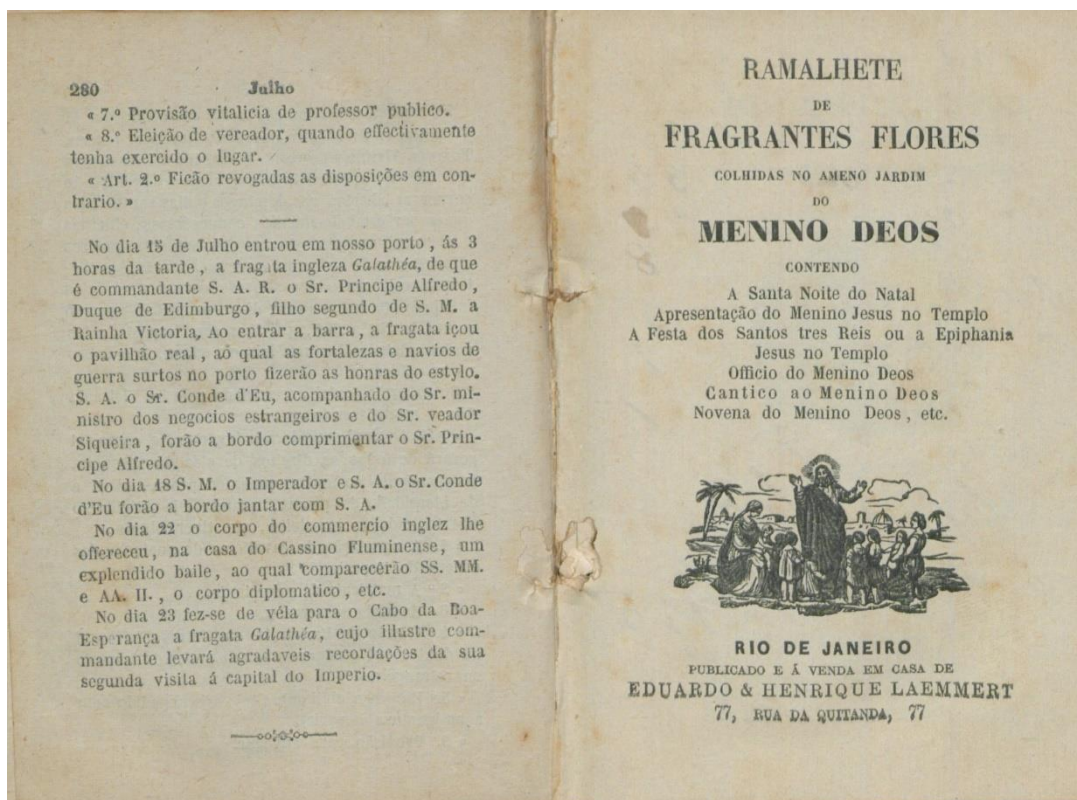 280 Julho
« 7.º Provisão vitalicia de professor publico.
« 8.º Eleição de vereador, quando effectivamente
tenha exercido o lugar.
« Art. 2.º Ficão revogadas as disposições em con-
trario. »
No dia 15 de Julho entrou em nosso porto, ás 3
horas da tarde, a fragata ingleza Galathéa, de que
é commandante S. A. R. o Sr. Principe Alfredo,
Duque de Edimburgo, filho segundo de S. M. a
Rainha Victoria, Ao entrar a barra, a fragata içou
o pavilhão real, aó qual as fortalezas e navios de
guerra surtos no porto fizerão as honras do estylo.
S. A. o Sr. Conde d'Eu, acompanhado do Sr. mi-
nistro dos negocios estrangeiros e do Sr. veador
Siqueira, forão a bordo comprimentar o Sr. Prin-
cipe Alfredo.
No dia 18 S. M. o Imperador e S. A. o Sr. Conde
d'Eu forão a bordo jantar com S. A.
No dia 22 o corpo do commercio inglez lhe
offereceu, na casa do Cassino Fluminense, um
explendido baile, ao qual comparecêrão SS. MM.
e AA. II., o corpo diplomatico, etc.
No dia 23 fez-se de véla para o Cabo da Boa-
Esperança a fragata Galathéa, cujo illustre com-
mandante levará agradaveis recordações da sua
segunda visita á capital do Imperio.
RAMALHETE
DE
FRAGRANTES FLORES
COLHIDAS NO AMENO JARDIM
DO
MENINO DEOS
CONTENDO
A Santa Noite do Natal
Apresentação do Menino Jesus no Templo
A Festa dos Santos tres Reis ou a Epiphania
Jesus no Templo
Officio do Menino Deos
Cantico ao Menino Deos
Novena do Menino Deos, etc.
RIO DE JANEIRO
PUBLICADO E Á VENDA EM CASA DE
EDUARDO & HENRIQUE LAEMMERT
77, RUA DA QUITANDA, 77